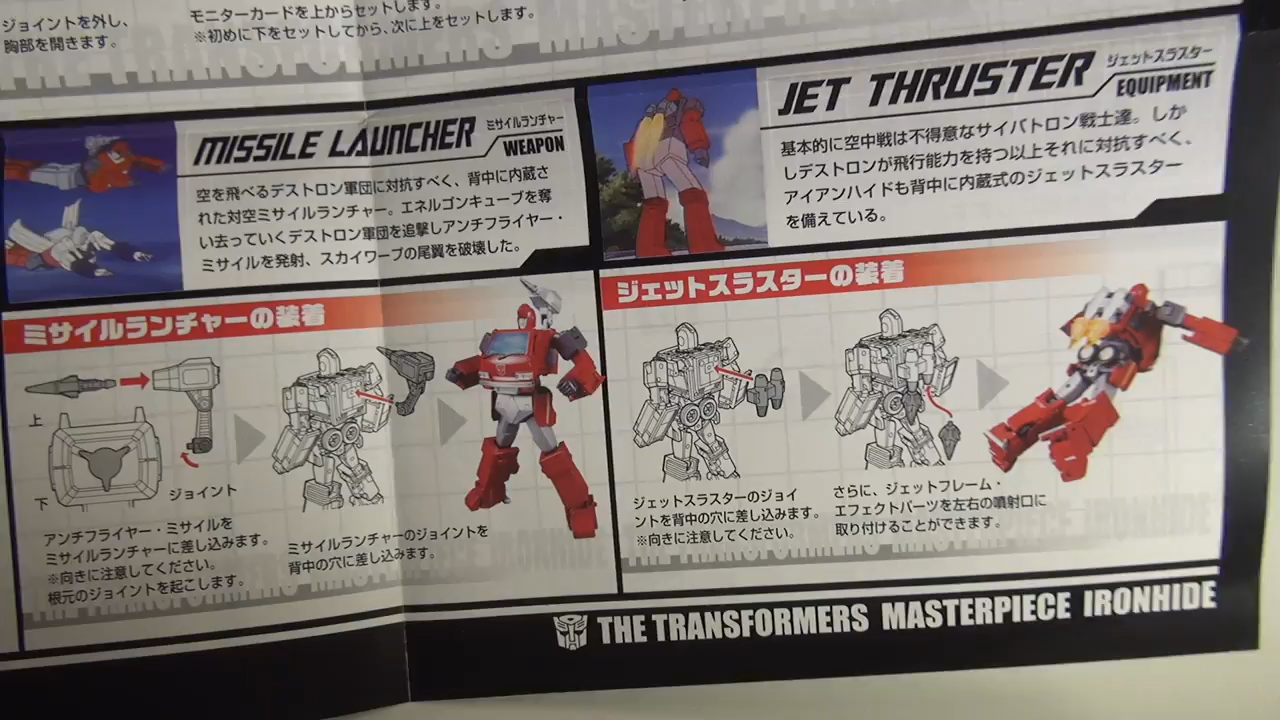 ジョイントを外し、
胸部を開きます。
モニターカードを上からセットします。
※初めに下をセットしてから、次に上をセットします。
MISSILE LAUNCHER
ミサイルランチャー
WEAPON
空を飛べるデストロン軍団に対抗すべく、背中に内蔵さ
れた対空ミサイルランチャー。エネルゴンキューブを奪
い去っていくデストロン軍団を追撃しアンチフライヤー・
ミサイルを発射、スカイワープの尾翼を破壊した。
ミサイルランチャーの装着
上
下
ジョイント
アンチフライヤー・ミサイルを
ミサイルランチャーに差し込みます。
※向きに注意してください。
根元のジョイントを起こします。
ミサイルランチャーのジョイントを
背中の穴に差し込みます。
JET THRUSTER
ジェットスラスター
EQUIPMENT
基本的に空中戦は不得意なサイバトロン戦士達。しか
しデストロンが飛行能力を持つ以上それに対抗すべく、
アイアンハイドも背中に内蔵式のジェットスラスター
を備えている。
ジェットスラスターの装着
ジェットスラスターのジョイ
ントを背中の穴に差し込みます。
※向きに注意してください。
さらに、ジェットフレーム・
エフェクトパーツを左右の噴射口に
取り付けることができます。
THE TRANSFORMERS MASTERPIECE IRONHIDE